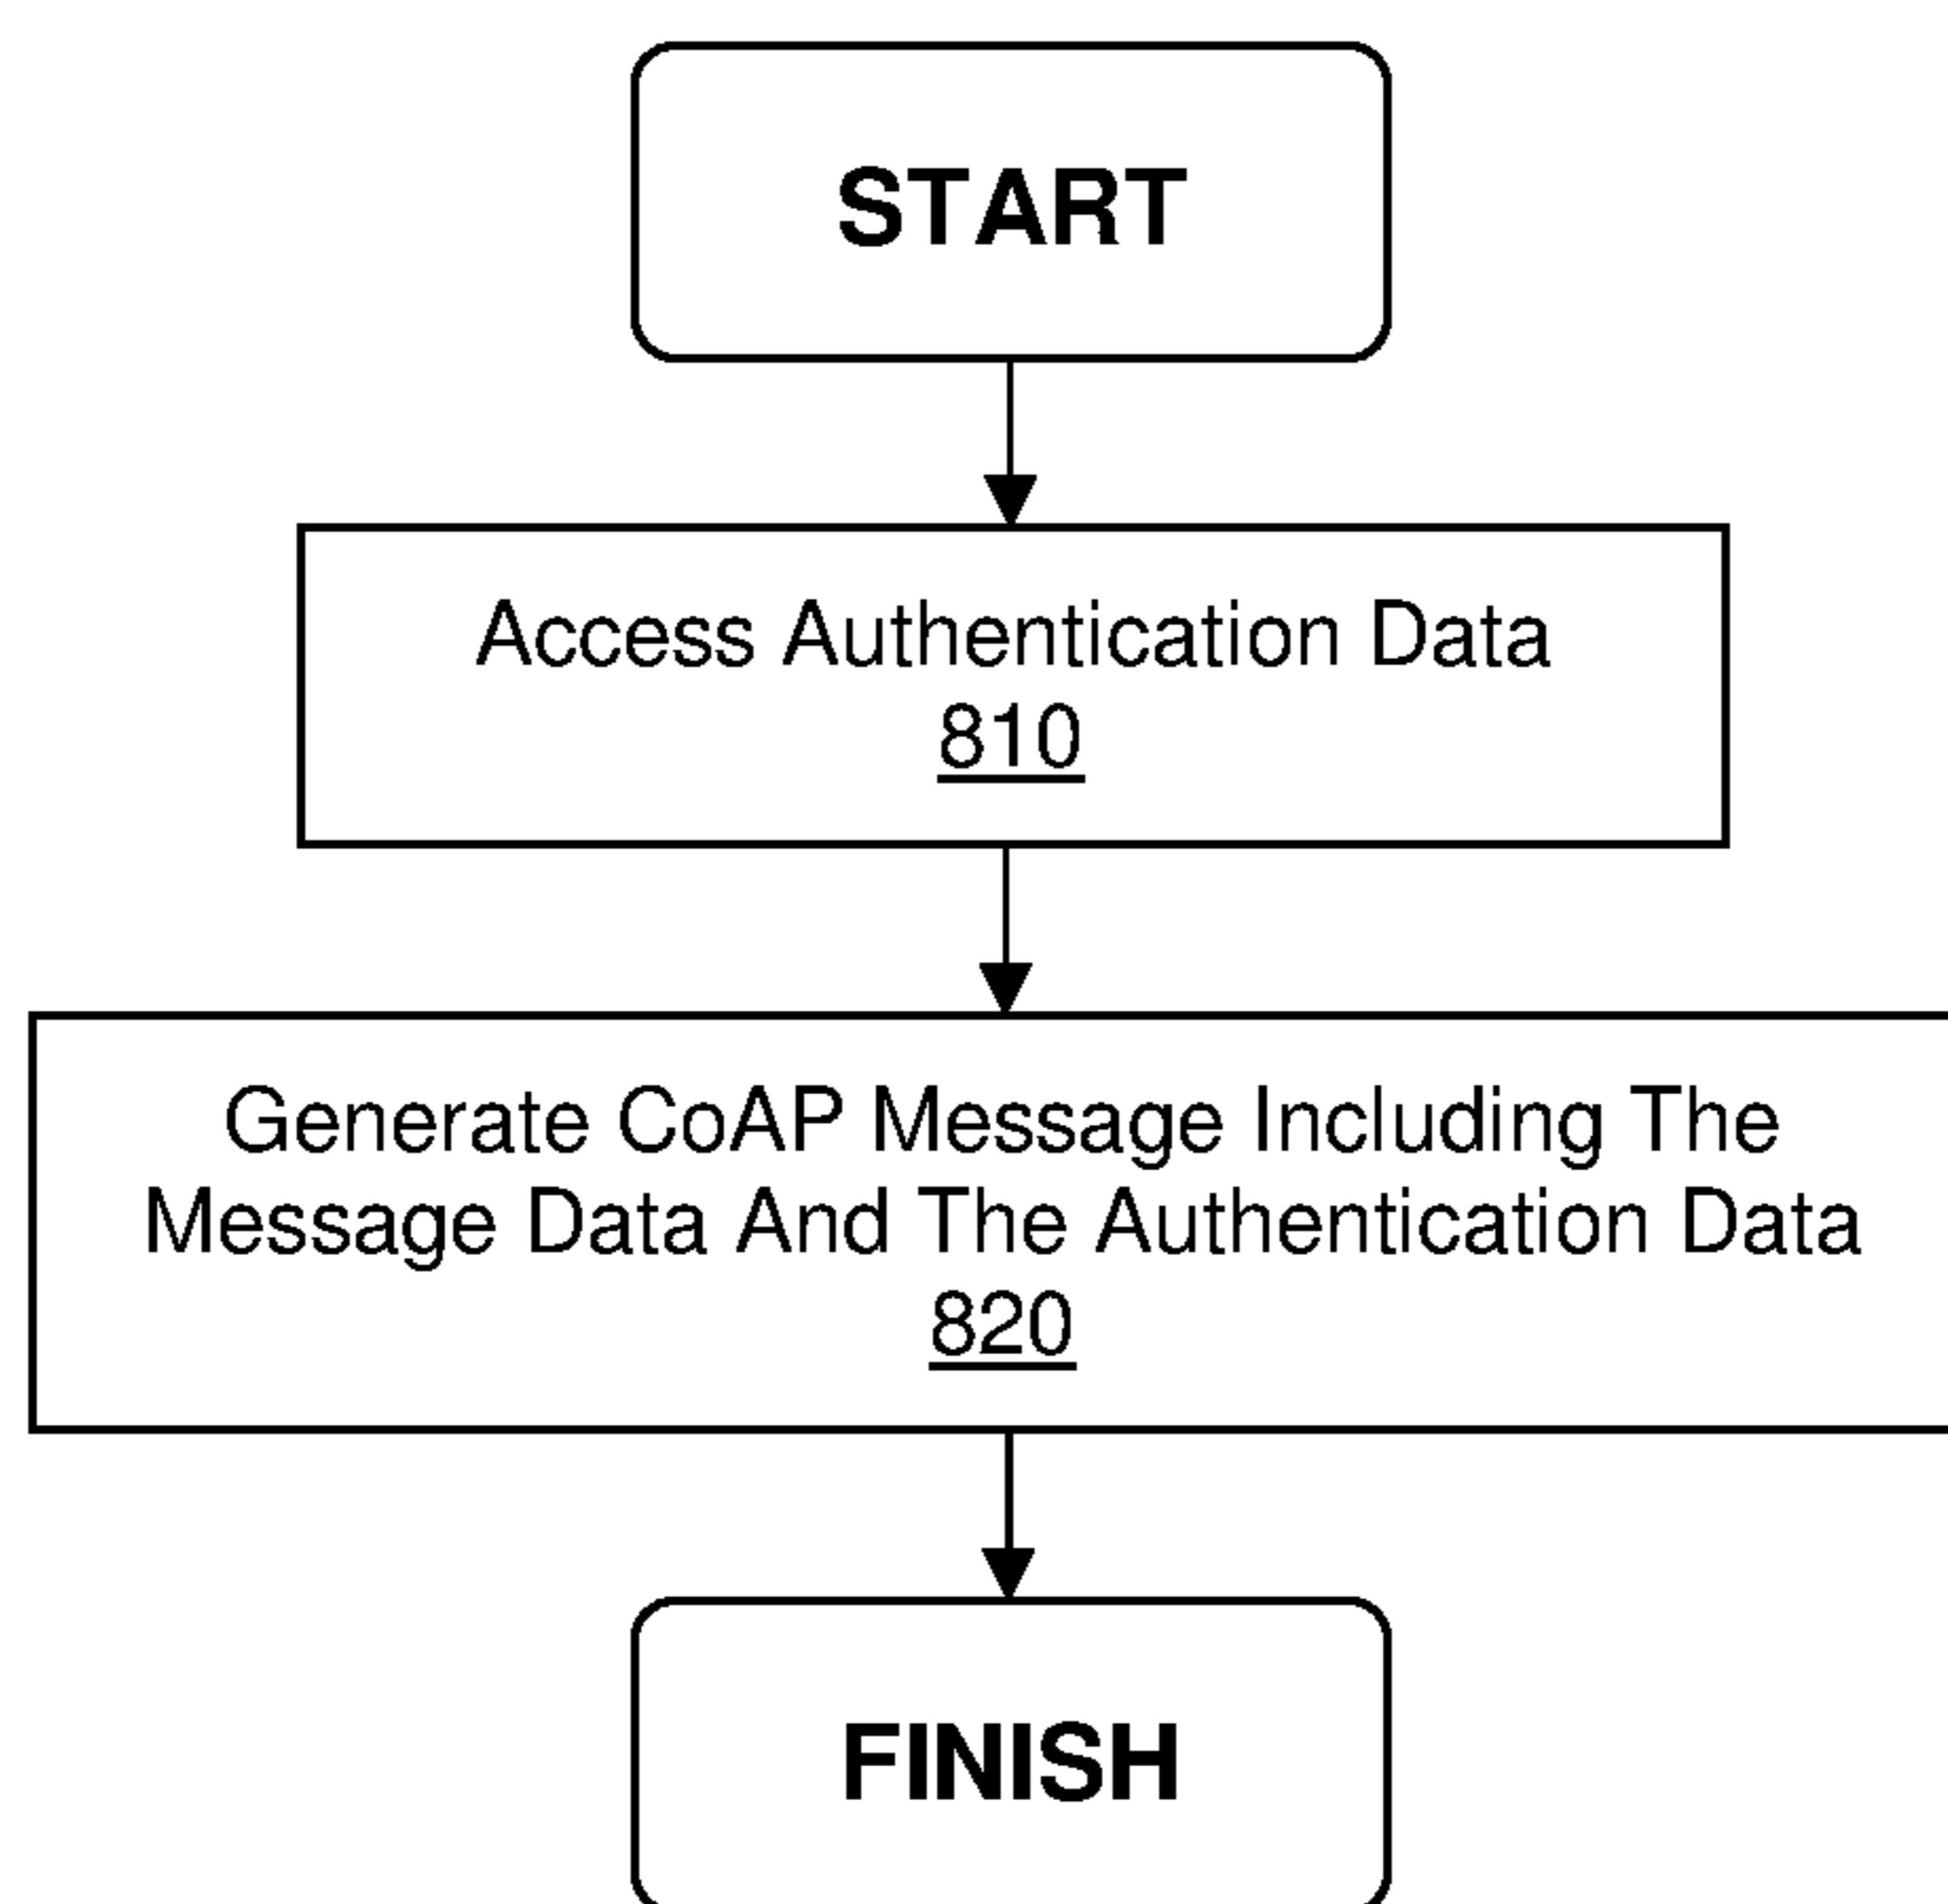 START
Access Authentication Data
810
Generate CoAP Message Including The
Message Data And The Authentication Data
820
FINISH